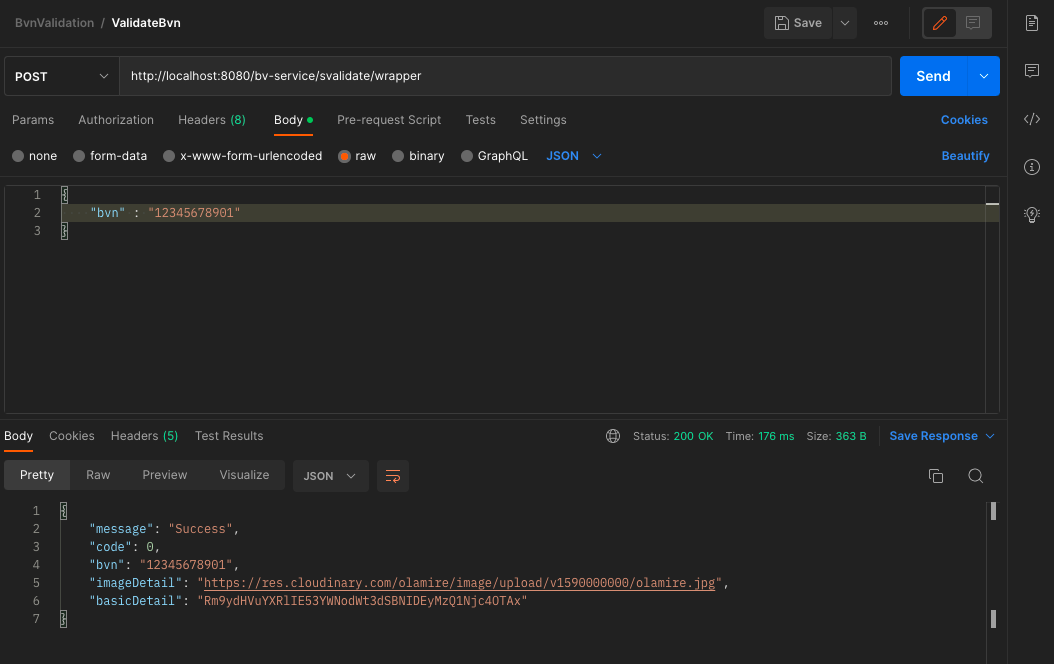 BvnValidation / ValidateBvn Save
POST http://localhost:8080/bv-service/svalidate/wrapper Send
Params Authorization Headers (8) Body Pre-request Script Tests Settings Cookies
none form-data x-www-form-urlencoded raw binary GraphQL JSON Beautify
1 {
2 "bvn" : "12345678901"
3 }
Body Cookies Headers (5) Test Results Status: 200 OK Time: 176 ms Size: 363 B Save Response
Pretty Raw Preview Visualize JSON
1 {
2 "message": "Success",
3 "code": 0,
4 "bvn": "12345678901",
5 "imageDetail": "https://res.cloudinary.com/olamire/image/upload/v1590000000/olamire.jpg",
6 "basicDetail": "Rm9ydHVuYXRlIE53YWNodWt3dSBNIDEyMzQ1Njc4OTAx"
7 }